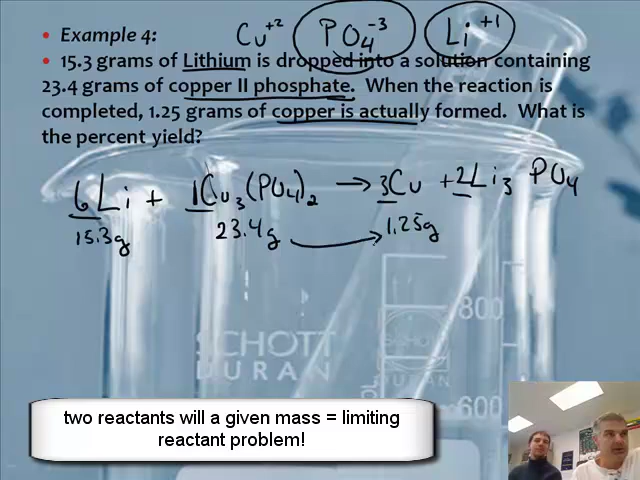 Cu+2 PO4-3 Li+1
• Example 4:
• 15.3 grams of Lithium is dropped into a solution containing
23.4 grams of copper II phosphate. When the reaction is
completed, 1.25 grams of copper is actually formed. What is
the percent yield?
6Li + 1Cu3(PO4)2 → 3Cu + 2Li3 PO4
15.3g 23.4g → 1.25g
800
SCHOTT
DURAN
600
two reactants will a given mass = limiting
reactant problem!